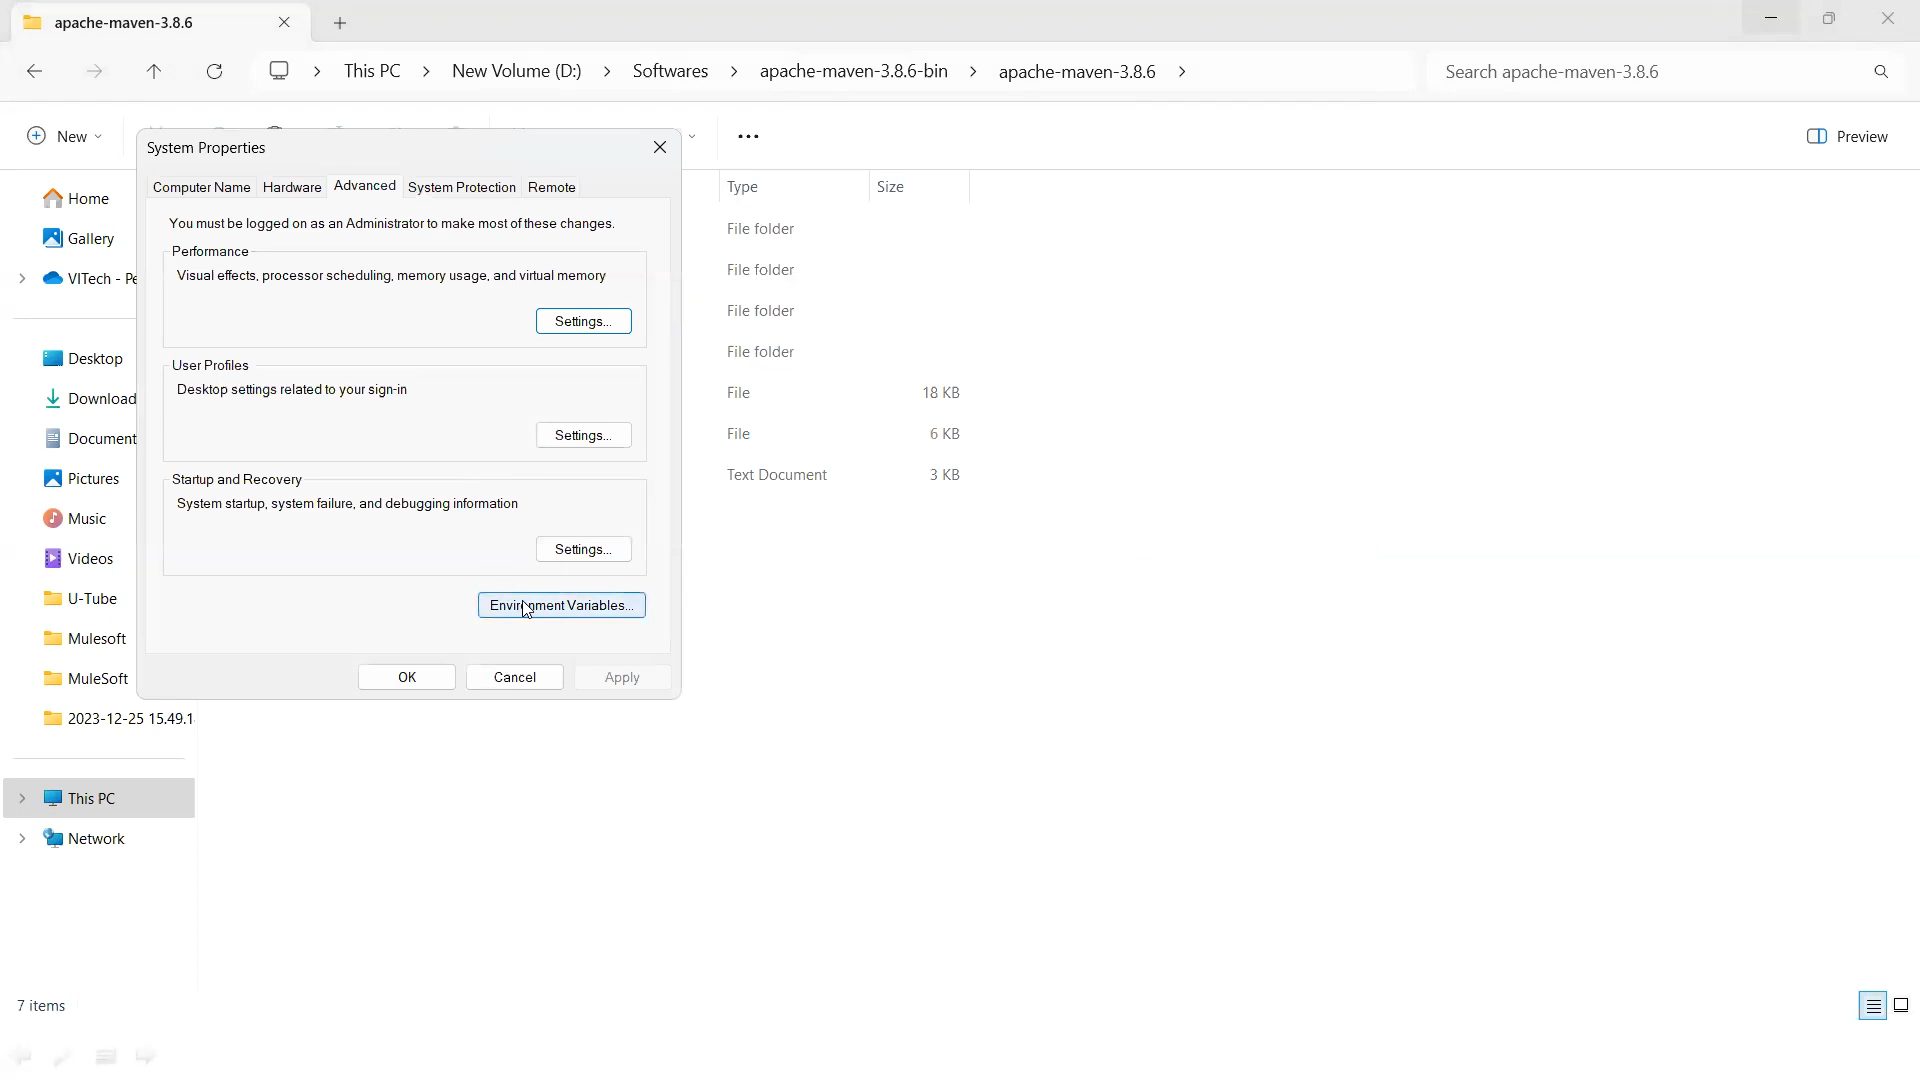 apache-maven-3.8.6
This PC
New Volume (D:)
Softwares
apache-maven-3.8.6-bin
apache-maven-3.8.6
Search apache-maven-3.8.6
New
Preview
System Properties
Computer Name
Hardware
Advanced
System Protection
Remote
You must be logged on as an Administrator to make most of these changes.
Performance
Visual effects, processor scheduling, memory usage, and virtual memory
Settings...
User Profiles
Desktop settings related to your sign-in
Settings...
Startup and Recovery
System startup, system failure, and debugging information
Settings...
Environment Variables...
OK
Cancel
Apply
Home
Gallery
VITech - Pe
Desktop
Download
Document
Pictures
Music
Videos
U-Tube
Mulesoft
MuleSoft
2023-12-25 15.49.1
This PC
Network
Type
Size
File folder
File folder
File folder
File folder
File
18 KB
File
6 KB
Text Document
3 KB
7 items